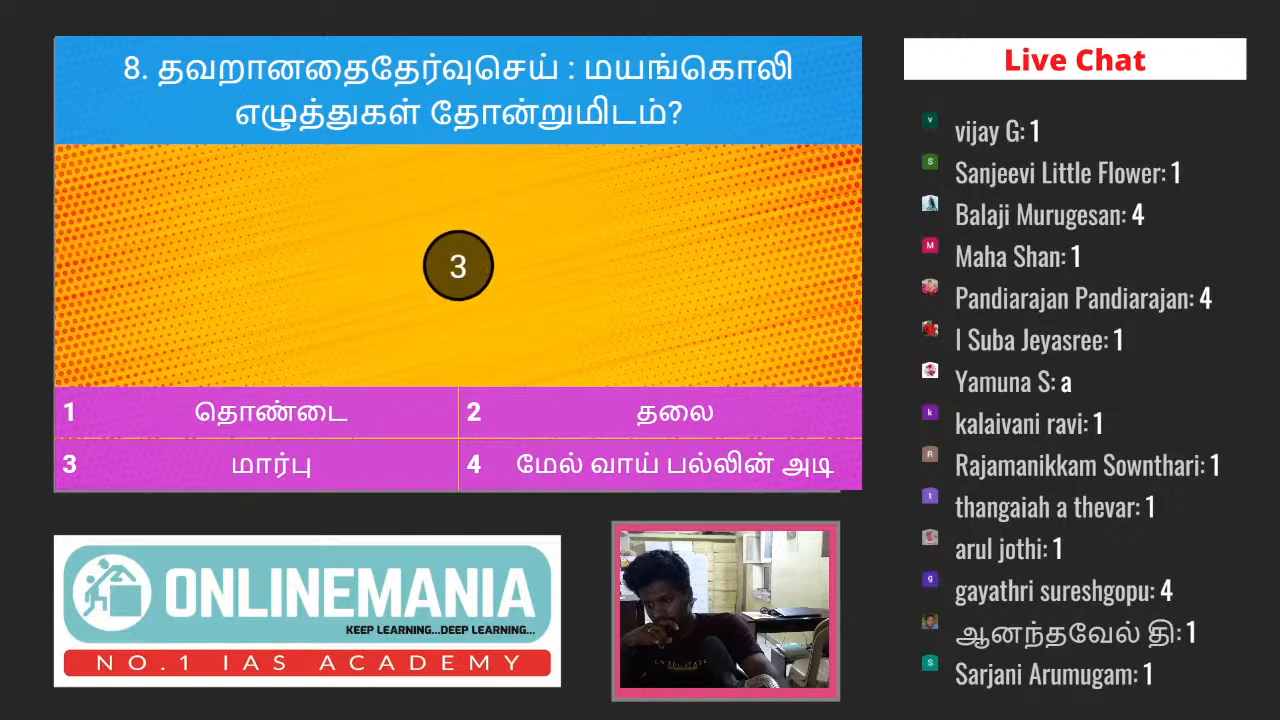 8. தவறானதைதேர்வுசெய் : மயங்கொலி
எழுத்துகள் தோன்றுமிடம்?
3
1 தொண்டை
2 தலை
3 மார்பு
4 மேல் வாய் பல்லின் அடி
ONLINEMANIA
KEEP LEARNING...DEEP LEARNING...
NO.1 IAS ACADEMY
UNITED STATE
Live Chat
v vijay G: 1
S Sanjeevi Little Flower: 1
Balaji Murugesan: 4
M Maha Shan: 1
Pandiarajan Pandiarajan: 4
I Suba Jeyasree: 1
Yamuna S: a
k kalaivani ravi: 1
R Rajamanikkam Sownthari: 1
t thangaiah a thevar: 1
arul jothi: 1
g gayathri sureshgopu: 4
ஆனந்தவேல் தி: 1
S Sarjani Arumugam: 1